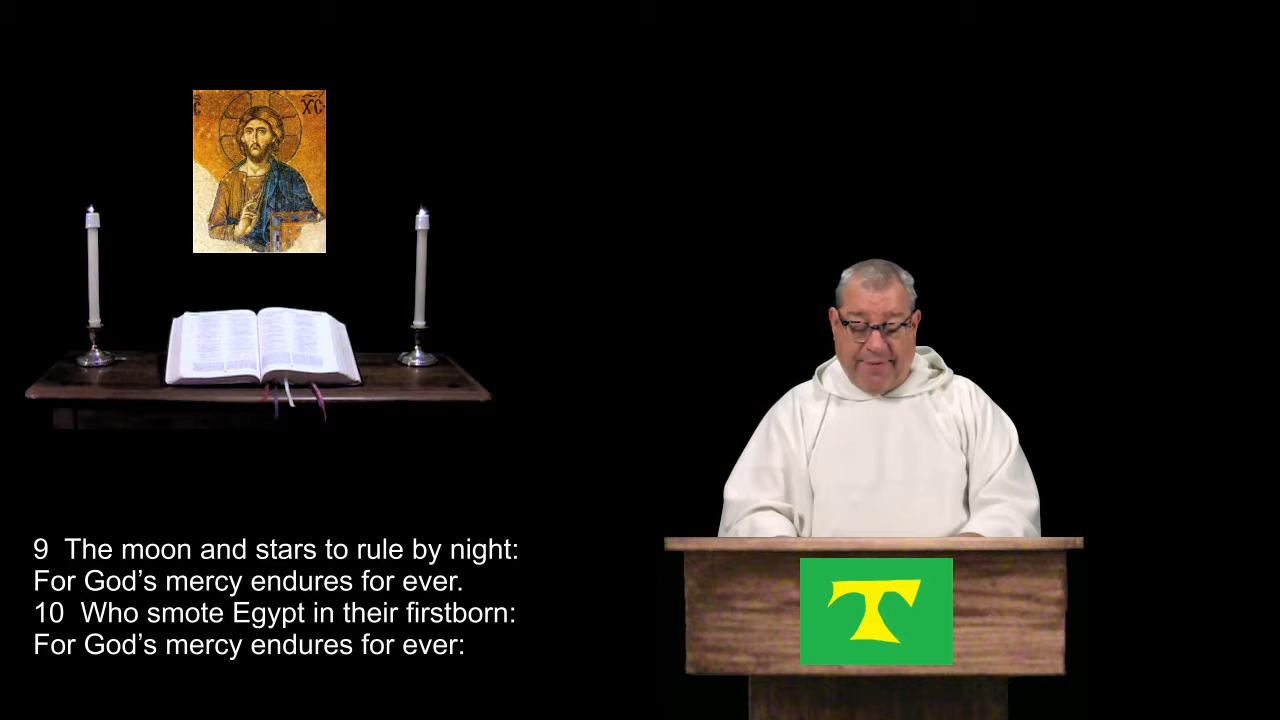 ΧC
9 The moon and stars to rule by night:
For God’s mercy endures for ever.
10 Who smote Egypt in their firstborn:
For God’s mercy endures for ever: